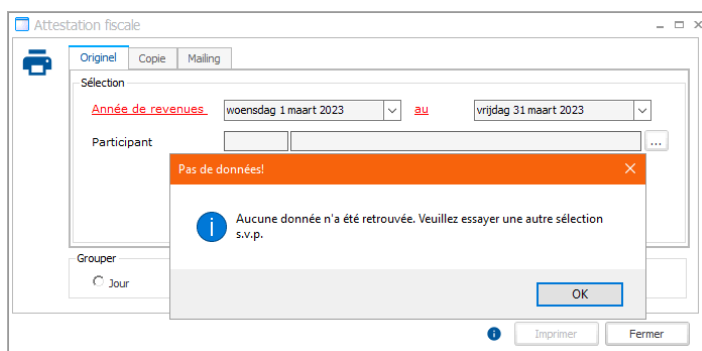 Attestation fiscale
Originel Copie Mailing
Sélection
Année de revenues woensdag 1 maart 2023 au vrijdag 31 maart 2023
Participant ...
Pas de données!
Aucune donnée n'a été retrouvée. Veuillez essayer une autre sélection
s.v.p.
OK
Grouper
Jour
Imprimer Fermer